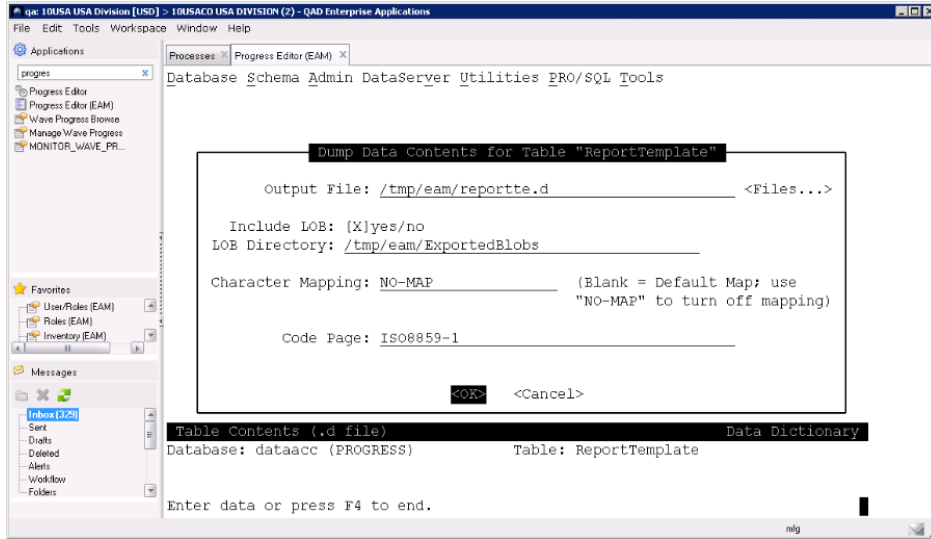 qa: 10USA USA Division [USD] > 10USACO USA DIVISION (2) - QAD Enterprise Applications
File Edit Tools Workspace Window Help
Applications
progres x
Progress Editor
Progress Editor (EAM)
Wave Progress Browse
Manage Wave Progress
MONITOR_WAVE_PR...
Favorites
User/Roles (EAM)
Roles (EAM)
Inventory (EAM)
Messages
Inbox (329)
Sent
Drafts
Deleted
Alerts
Workflow
Folders
Processes Progress Editor (EAM)
Database Schema Admin DataServer Utilities PRO/SQL Tools
Dump Data Contents for Table "ReportTemplate"
Output File: /tmp/eam/reportte.d <Files...>
Include LOB: [X]yes/no
LOB Directory: /tmp/eam/ExportedBlobs
Character Mapping: NO-MAP (Blank = Default Map; use
"NO-MAP" to turn off mapping)
Code Page: ISO8859-1
<OK> <Cancel>
Table Contents (.d file) Data Dictionary
Database: dataacc (PROGRESS) Table: ReportTemplate
Enter data or press F4 to end.
mfg